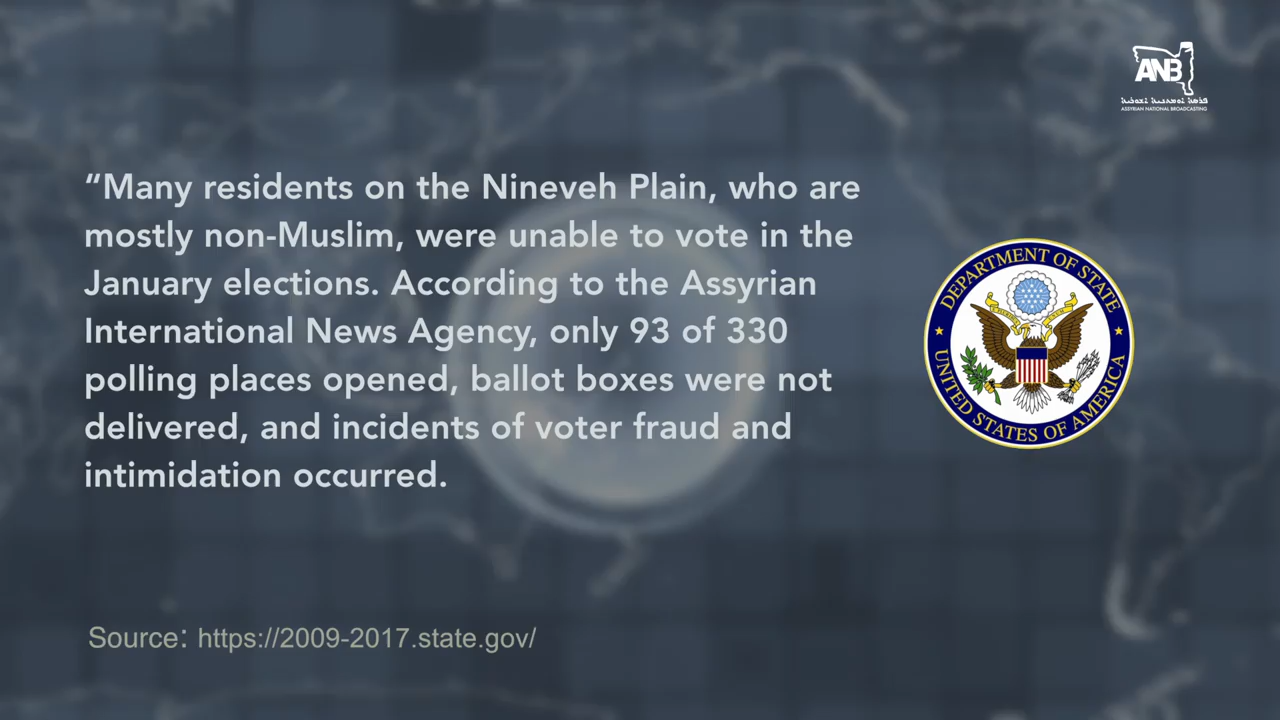 ANB
ASSYRIAN NATIONAL BROADCASTING
“Many residents on the Nineveh Plain, who are
mostly non-Muslim, were unable to vote in the
January elections. According to the Assyrian
International News Agency, only 93 of 330
polling places opened, ballot boxes were not
delivered, and incidents of voter fraud and
intimidation occurred.
DEPARTMENT OF STATE
UNITED STATES OF AMERICA
Source: https://2009-2017.state.gov/